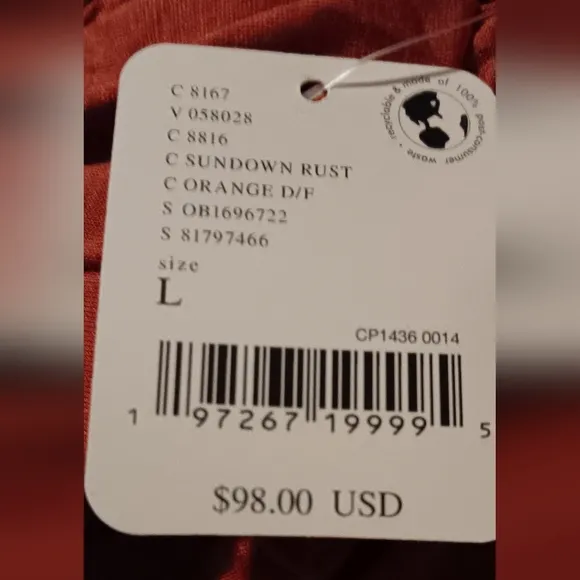 C 8167
V 058028
C 8816
C SUNDOWN RUST
C ORANGE D/F
S OB1696722
S 81797466
size
L
recyclable & made of 100% post-consumer waste •
CP1436 0014
1 97267 19999 5
$98.00 USD